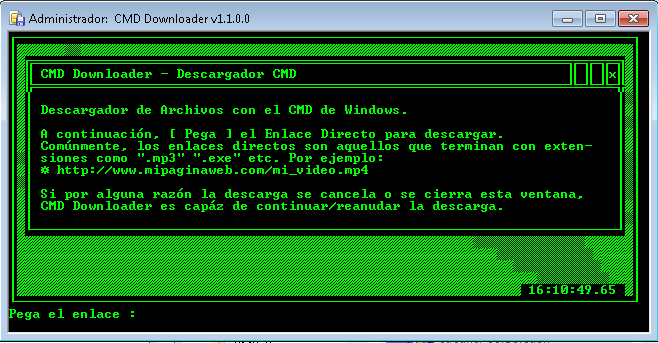 Administrador: CMD Downloader v1.1.0.0
CMD Downloader - Descargador CMD
Descargador de Archivos con el CMD de Windows.
A continuación, [ Pega ] el Enlace Directo para descargar.
Comúnmente, los enlaces directos son aquellos que terminan con exten-
siones como ".mp3" ".exe" etc. Por ejemplo:
☼ http://www.mipaginaweb.com/mi_video.mp4
Si por alguna razón la descarga se cancela o se cierra esta ventana,
CMD Downloader es capáz de continuar/reanudar la descarga.
16:10:49.65
Pega el enlace :